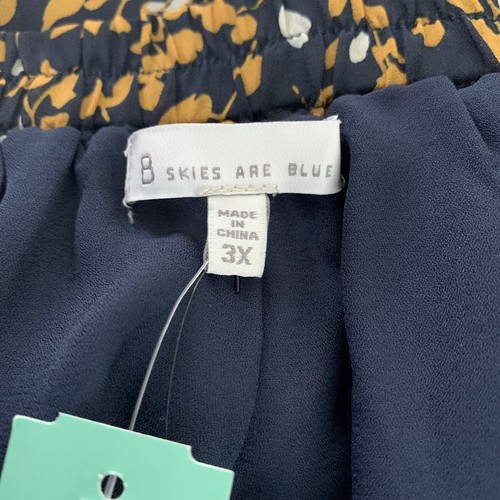 B SKIES ARE BLUE
MADE IN
CHINA
3X